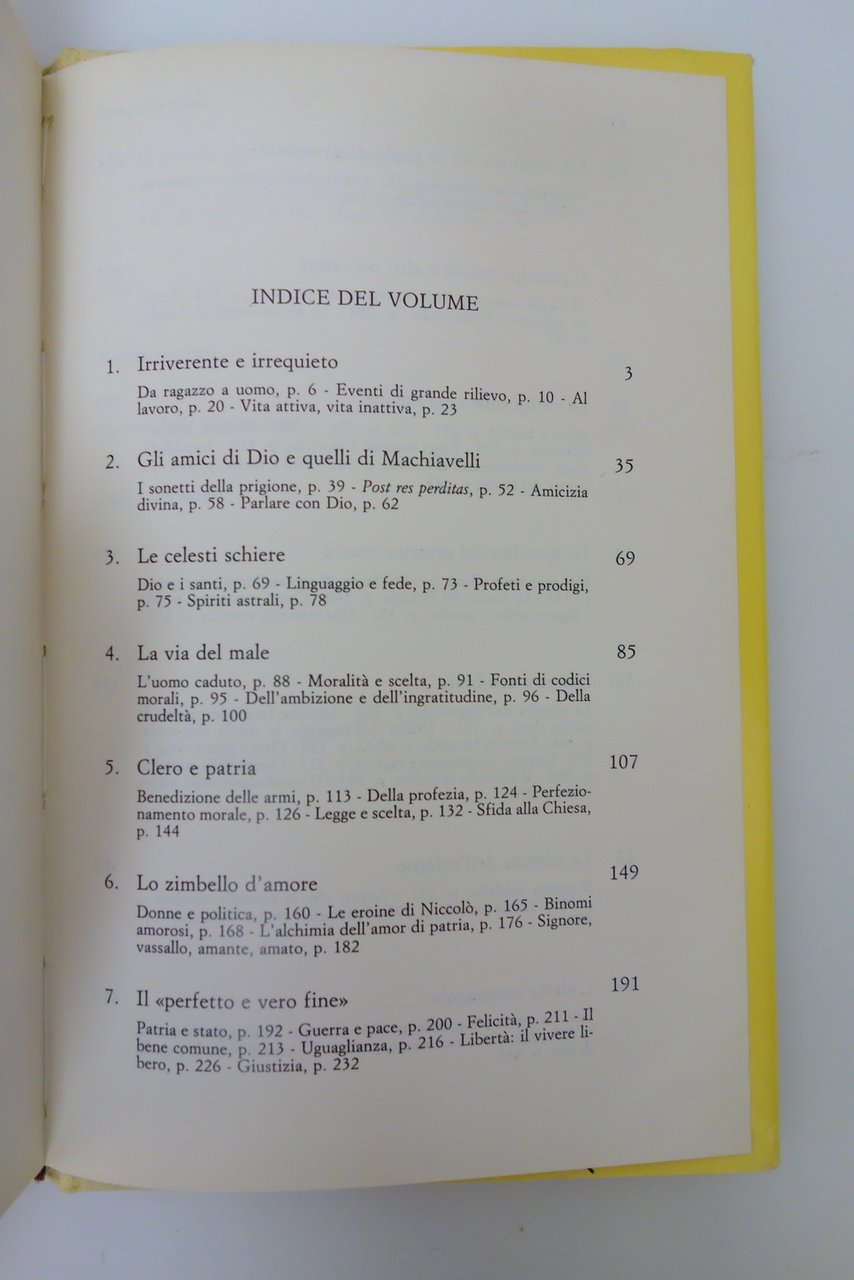 INDICE DEL VOLUME
1. Irriverente e irrequieto 3
Da ragazzo a uomo, p. 6 - Eventi di grande rilievo, p. 10 - Al
lavoro, p. 20 - Vita attiva, vita inattiva, p. 23
2. Gli amici di Dio e quelli di Machiavelli 35
I sonetti della prigione, p. 39 - Post res perditas, p. 52 - Amicizia
divina, p. 58 - Parlare con Dio, p. 62
3. Le celesti schiere 69
Dio e i santi, p. 69 - Linguaggio e fede, p. 73 - Profeti e prodigi,
p. 75 - Spiriti astrali, p. 78
4. La via del male 85
L'uomo caduto, p. 88 - Moralità e scelta, p. 91 - Fonti di codici
morali, p. 95 - Dell'ambizione e dell'ingratitudine, p. 96 - Della
crudeltà, p. 100
5. Clero e patria 107
Benedizione delle armi, p. 113 - Della profezia, p. 124 - Perfezio-
namento morale, p. 126 - Legge e scelta, p. 132 - Sfida alla Chiesa,
p. 144
6. Lo zimbello d'amore 149
Donne e politica, p. 160 - Le eroine di Niccolò, p. 165 - Binomi
amorosi, p. 168 - L'alchimia dell'amor di patria, p. 176 - Signore,
vassallo, amante, amato, p. 182
7. Il «perfetto e vero fine» 191
Patria e stato, p. 192 - Guerra e pace, p. 200 - Felicità, p. 211 - Il
bene comune, p. 213 - Uguaglianza, p. 216 - Libertà: il vivere li-
bero, p. 226 - Giustizia, p. 232